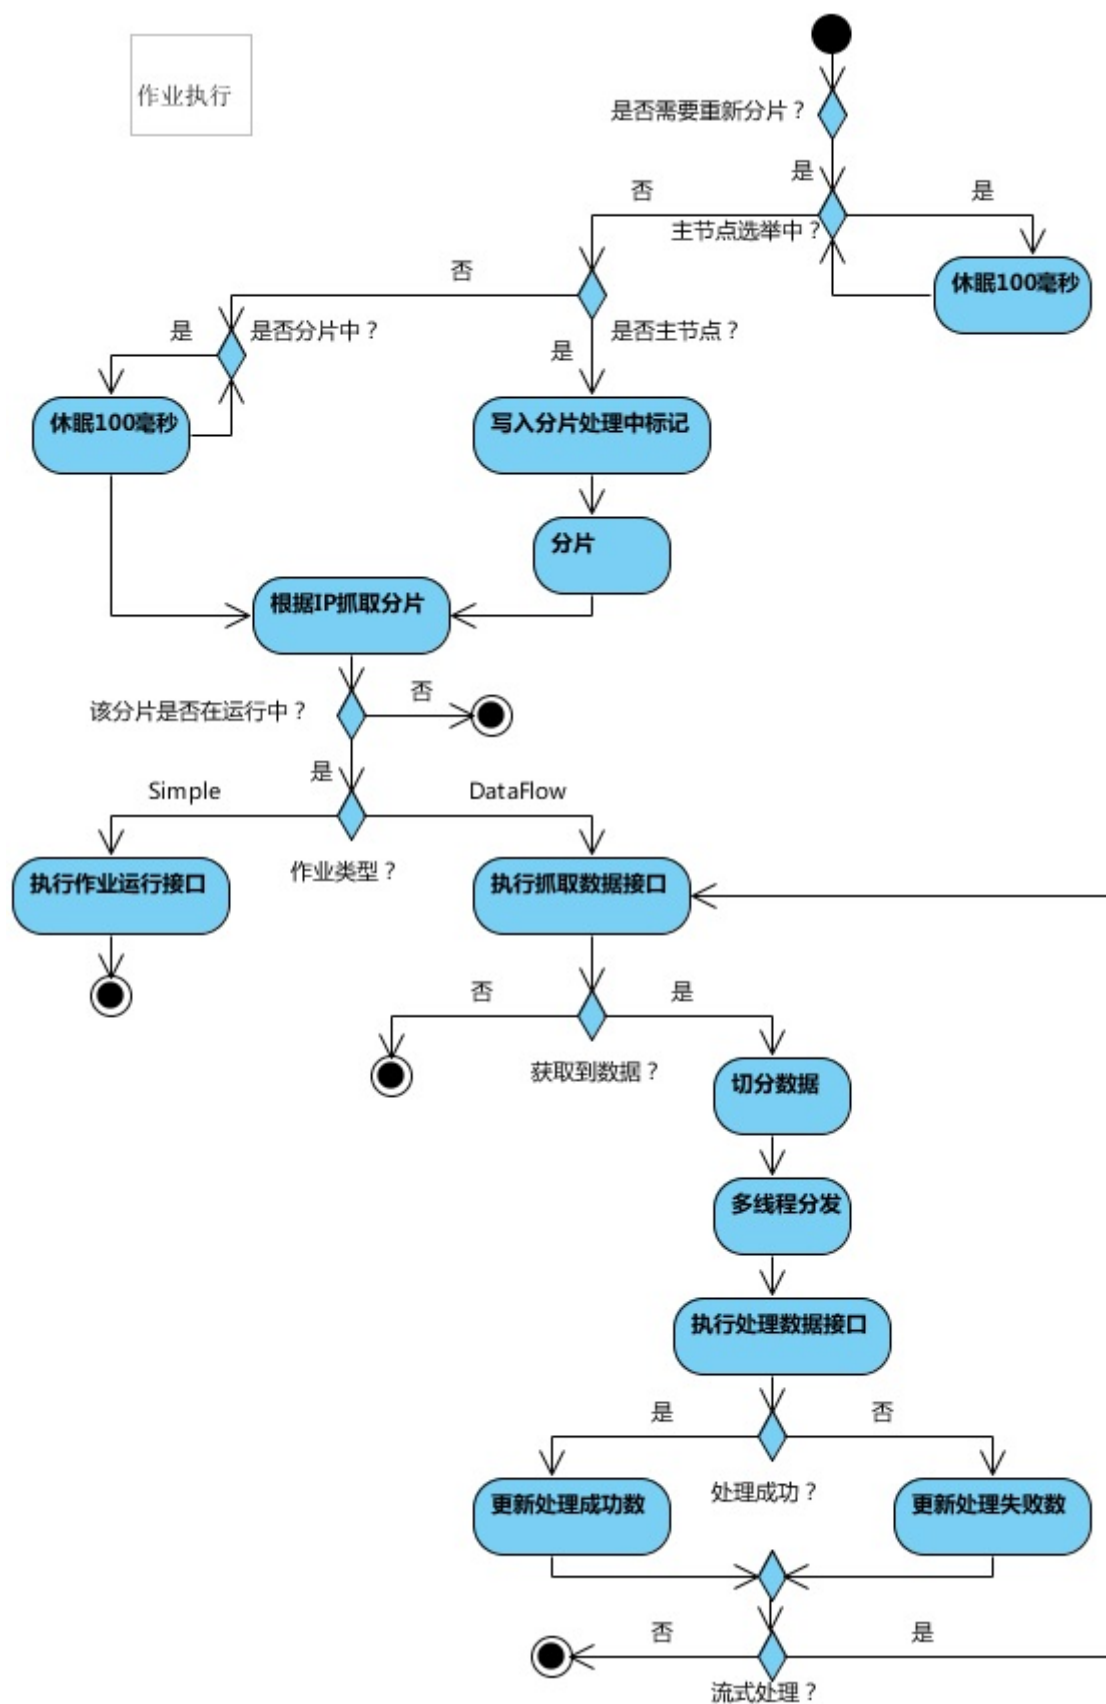 作业执行
是否需要重新分片？
是
否
是
主节点选举中？
休眠100毫秒
否
是
是否分片中？
是否主节点？
是
休眠100毫秒
写入分片处理中标记
分片
根据IP抓取分片
否
该分片是否在运行中？
是
Simple
DataFlow
作业类型？
执行作业运行接口
执行抓取数据接口
否
是
获取到数据？
切分数据
多线程分发
执行处理数据接口
是
否
处理成功？
更新处理成功数
更新处理失败数
否
是
流式处理？